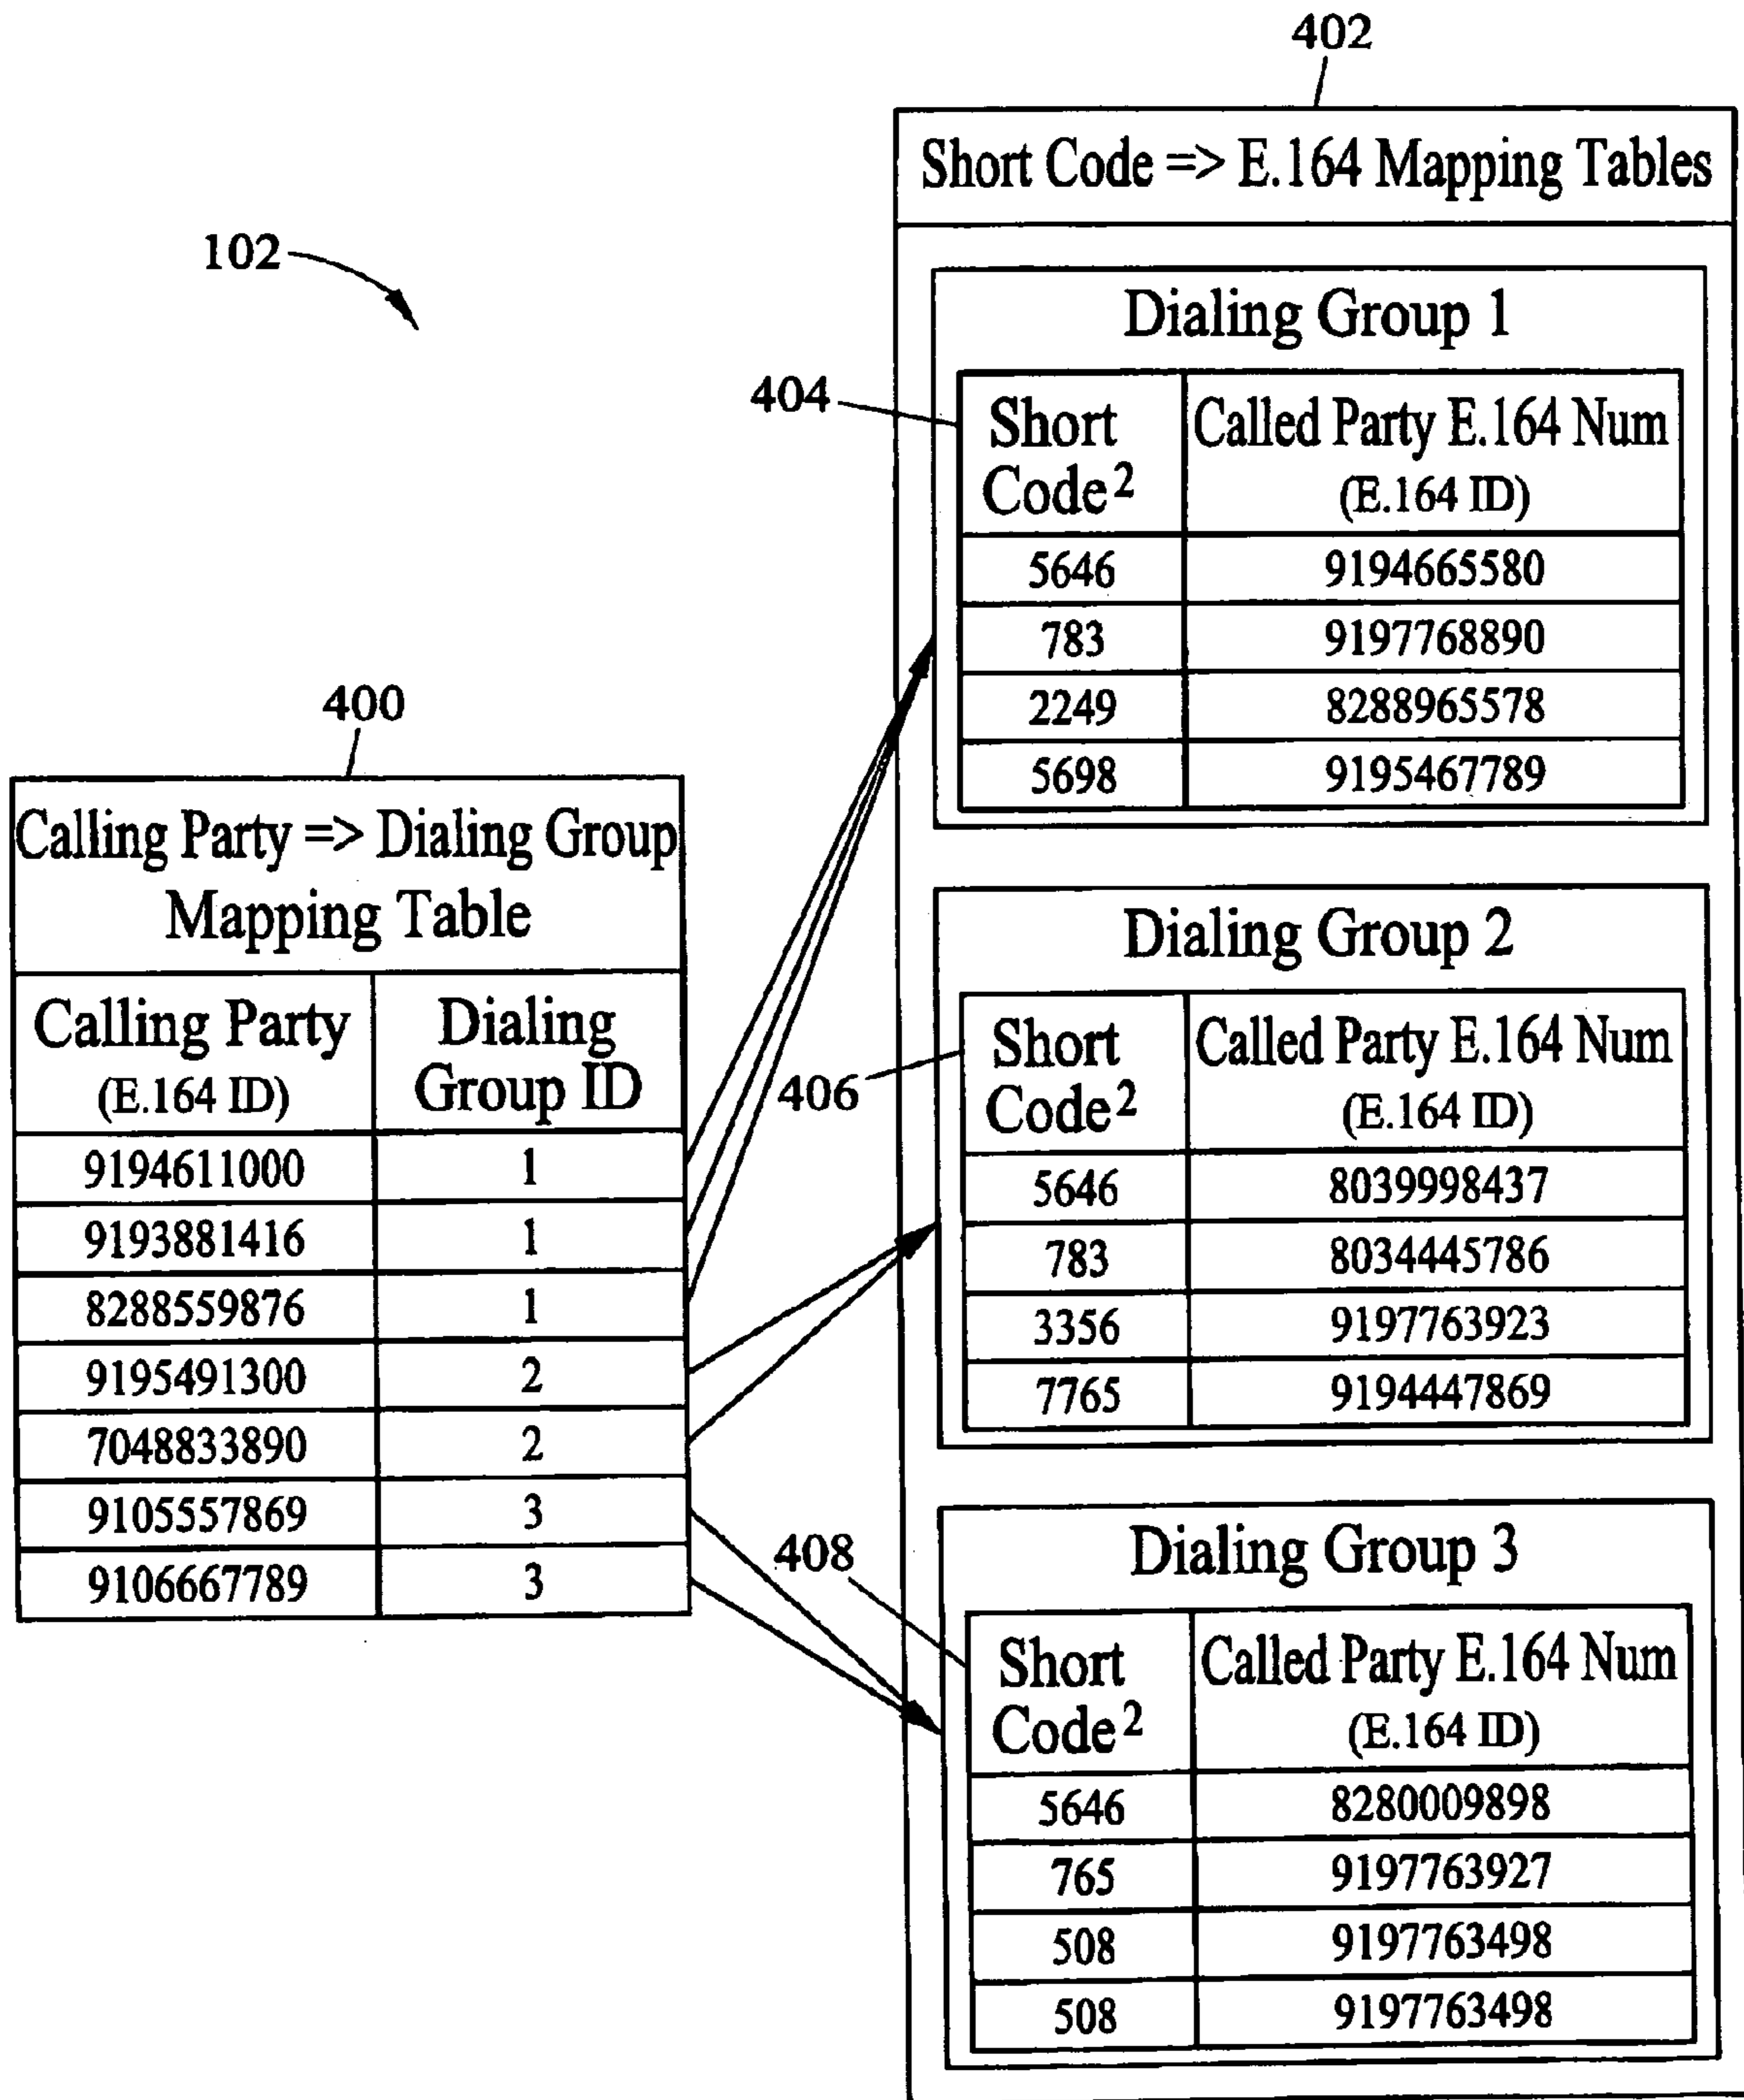 402
Short Code => E.164 Mapping Tables
102
Dialing Group 1
404
Short Code² Called Party E.164 Num (E.164 ID)
5646 9194665580
783 9197768890
2249 8288965578
5698 9195467789
400
Calling Party => Dialing Group
Mapping Table
Calling Party (E.164 ID) Dialing Group ID
9194611000 1
9193881416 1
8288559876 1
9195491300 2
7048833890 2
9105557869 3
9106667789 3
Dialing Group 2
406
Short Code² Called Party E.164 Num (E.164 ID)
5646 8039998437
783 8034445786
3356 9197763923
7765 9194447869
Dialing Group 3
408
Short Code² Called Party E.164 Num (E.164 ID)
5646 8280009898
765 9197763927
508 9197763498
508 9197763498